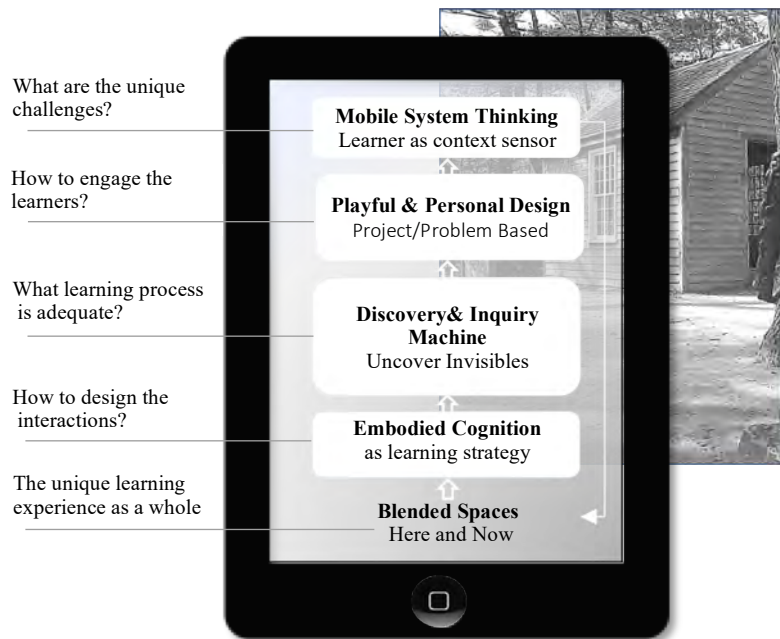 What are the unique
challenges?
Mobile System Thinking
Learner as context sensor
How to engage the
learners?
Playful & Personal Design
Project/Problem Based
What learning process
is adequate?
Discovery& Inquiry
Machine
Uncover Invisibles
How to design the
interactions?
Embodied Cognition
as learning strategy
The unique learning
experience as a whole
Blended Spaces
Here and Now